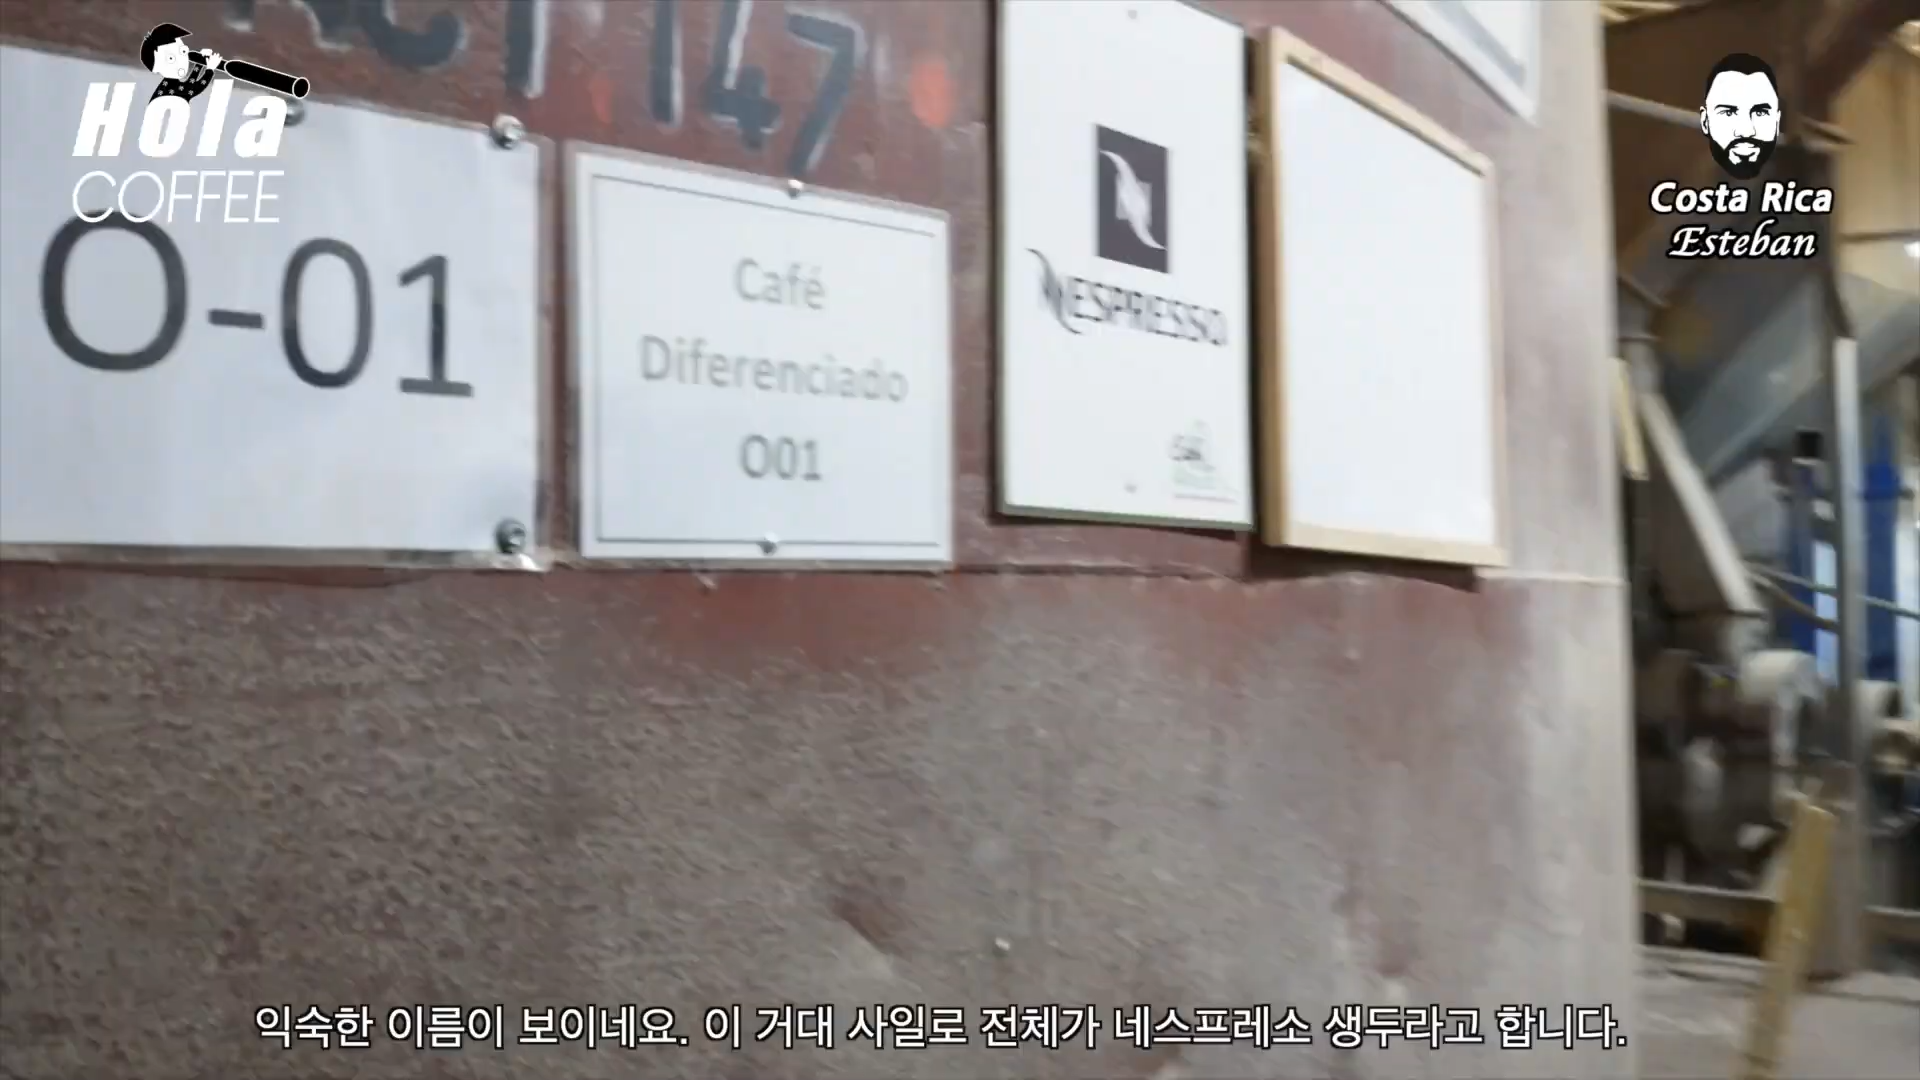 Hola
COFFEE
147
O-01
Café
Diferenciado
O01
NESPRESSO
Costa Rica
Esteban
익숙한 이름이 보이네요. 이 거대 사일로 전체가 네스프레소 생두라고 합니다.